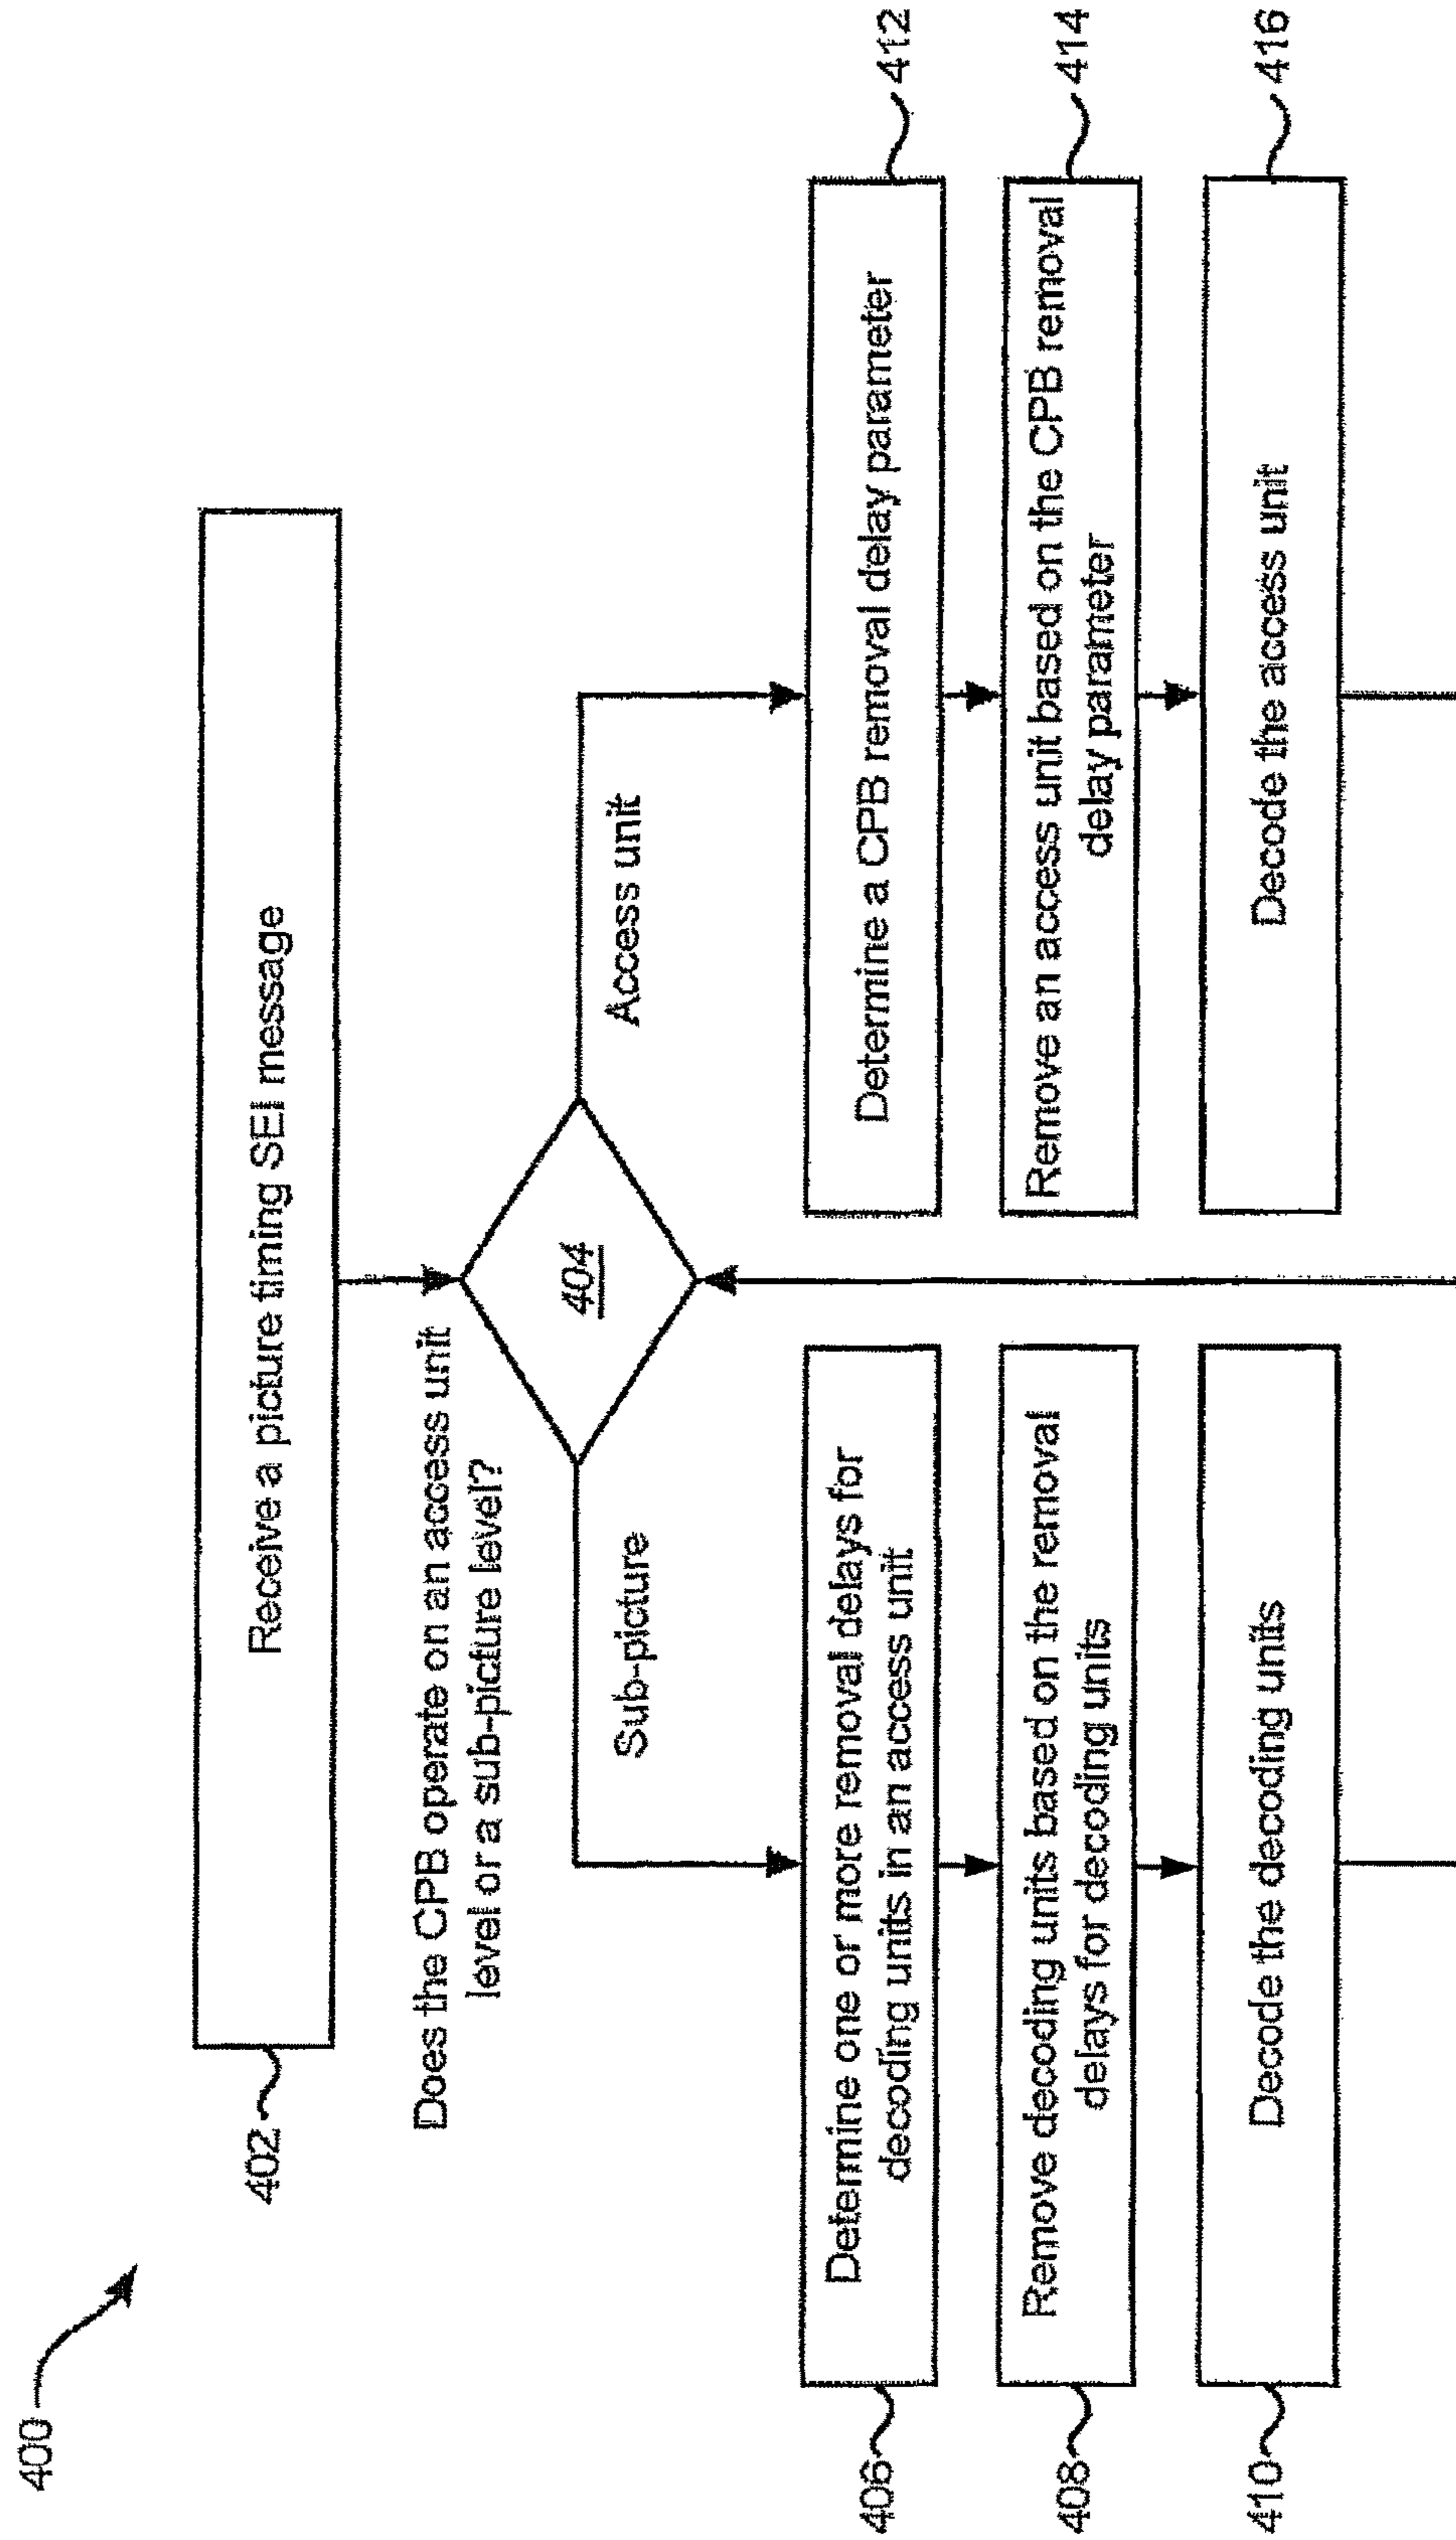 400
402
Receive a picture timing SEI message
Does the CPB operate on an access unit
level or a sub-picture level?
404
Sub-picture
Access unit
406
Determine one or more removal delays for
decoding units in an access unit
412
Determine a CPB removal delay parameter
408
Remove decoding units based on the removal
delays for decoding units
414
Remove an access unit based on the CPB removal
delay parameter
410
Decode the decoding units
416
Decode the access unit